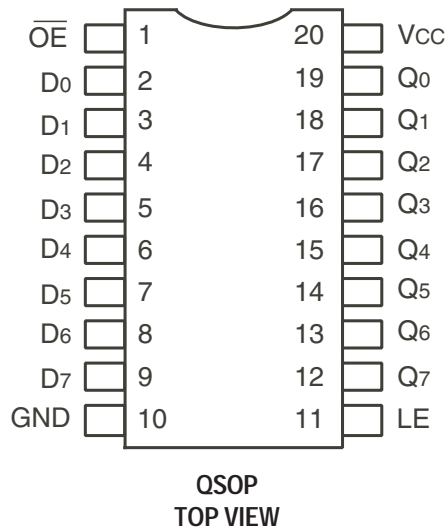 O̅E̅ 1 20 VCC
D0 2 19 Q0
D1 3 18 Q1
D2 4 17 Q2
D3 5 16 Q3
D4 6 15 Q4
D5 7 14 Q5
D6 8 13 Q6
D7 9 12 Q7
GND 10 11 LE
QSOP
TOP VIEW